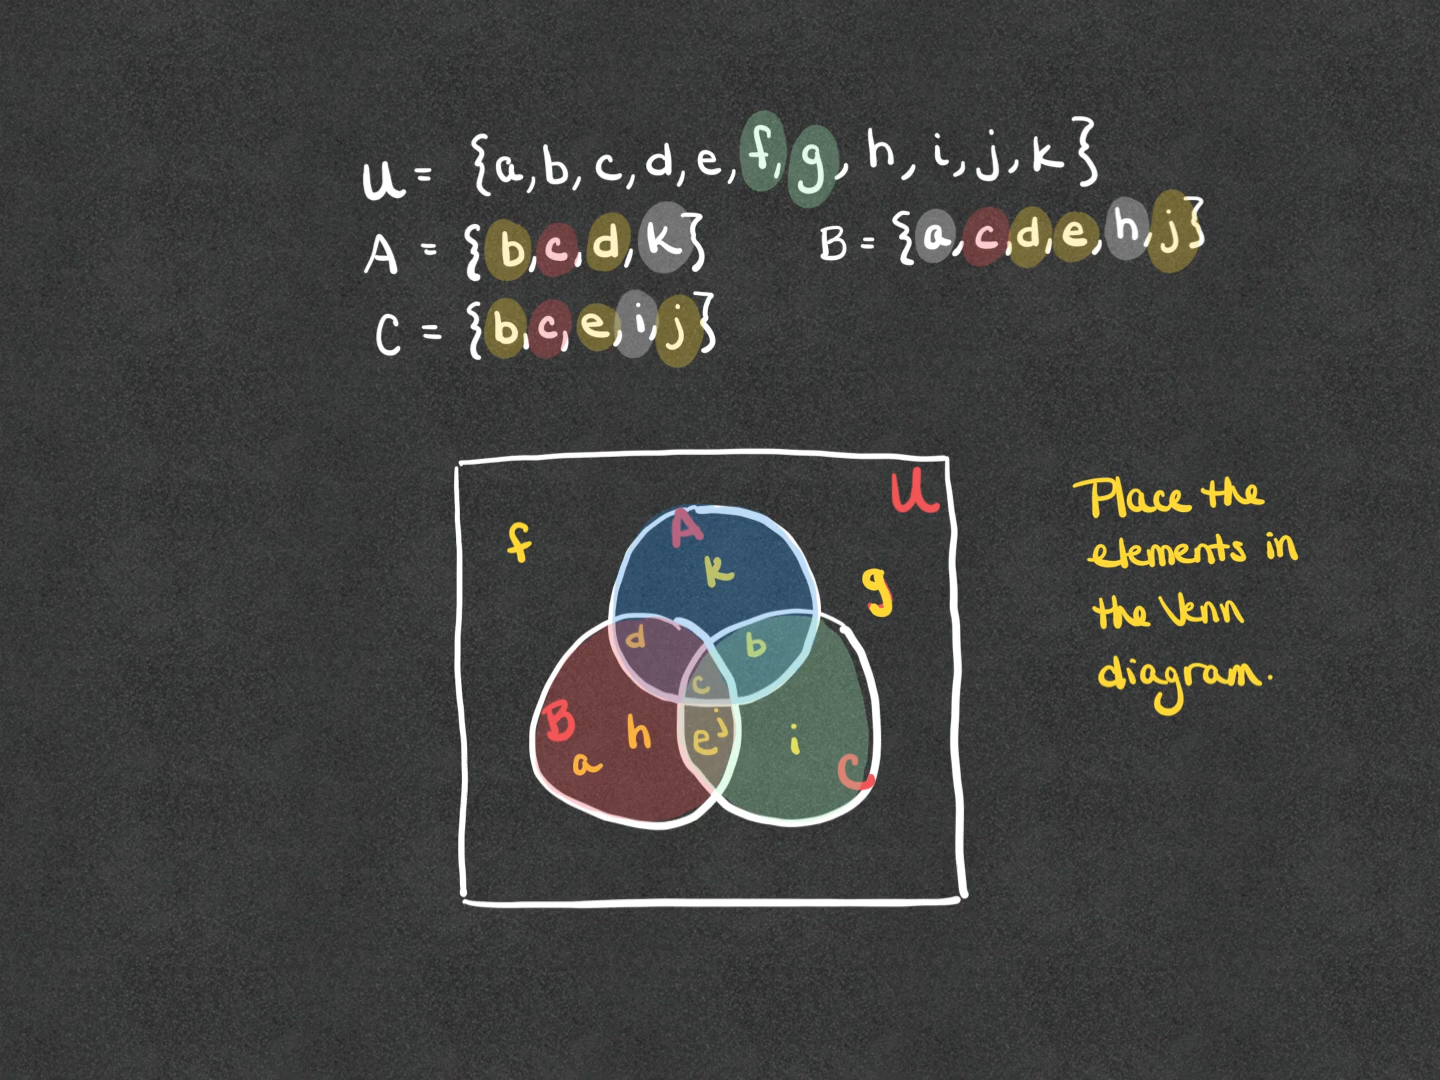 U = {a, b, c, d, e, f, g, h, i, j, k}
A = {b, c, d, k} B = {a, c, d, e, h, j}
C = {b, c, e, i, j}
U
f
A
k
g
d
b
c
B
h
a
e j
i
C
Place the
elements in
the Venn
diagram.